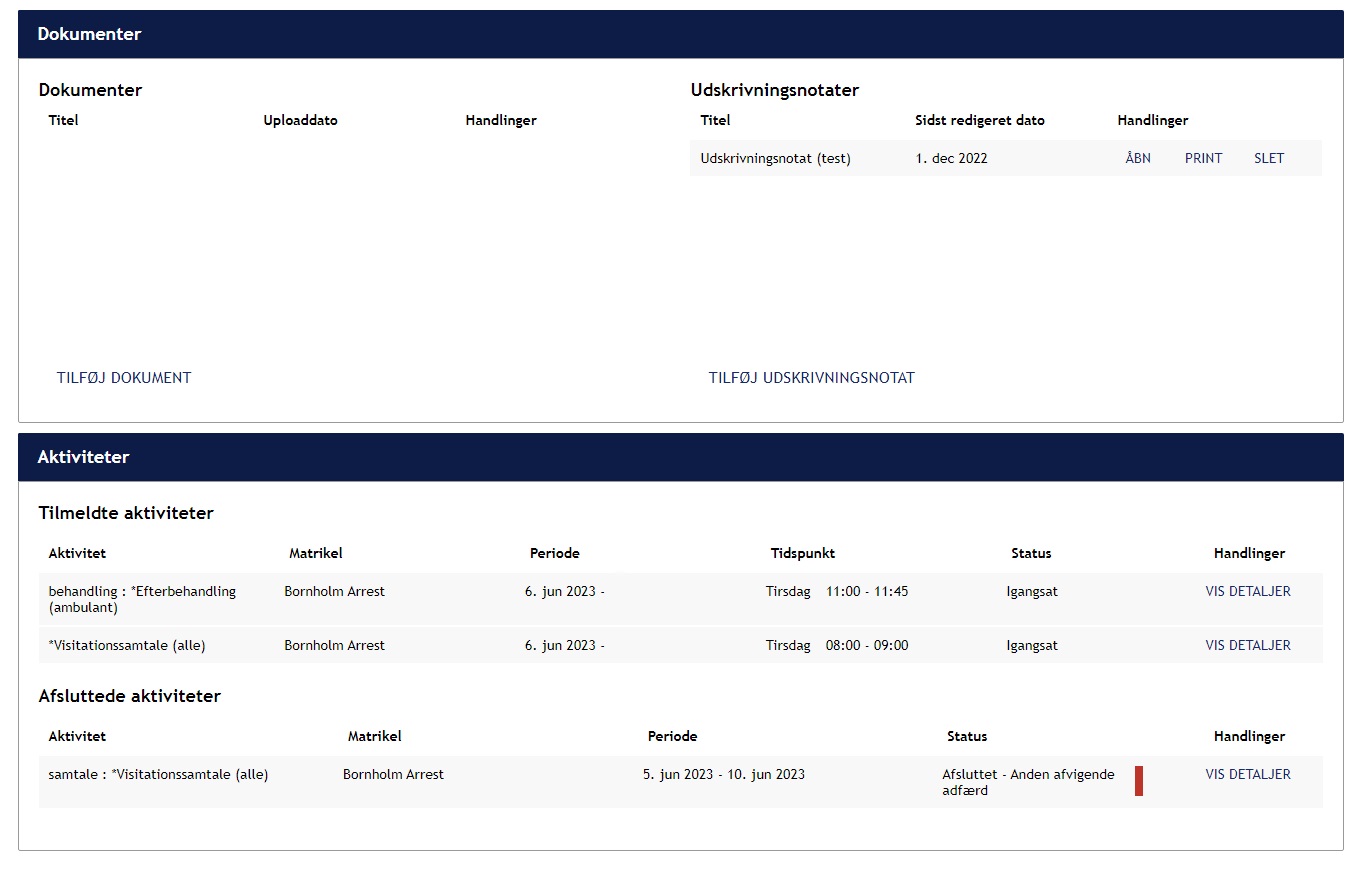 Dokumenter
Dokumenter
Titel Uploaddato Handlinger
TILFØJ DOKUMENT
Udskrivningsnotater
Titel Sidst redigeret dato Handlinger
Udskrivningsnotat (test) 1. dec 2022 ÅBN PRINT SLET
TILFØJ UDSKRIVNINGSNOTAT
Aktiviteter
Tilmeldte aktiviteter
Aktivitet Matrikel Periode Tidspunkt Status Handlinger
behandling : *Efterbehandling Bornholm Arrest 6. jun 2023 - Tirsdag 11:00 - 11:45 Igangsat VIS DETALJER
(ambulant)
*Visitationssamtale (alle) Bornholm Arrest 6. jun 2023 - Tirsdag 08:00 - 09:00 Igangsat VIS DETALJER
Afsluttede aktiviteter
Aktivitet Matrikel Periode Status Handlinger
samtale : *Visitationssamtale (alle) Bornholm Arrest 5. jun 2023 - 10. jun 2023 Afsluttet - Anden afvigende VIS DETALJER
adfærd